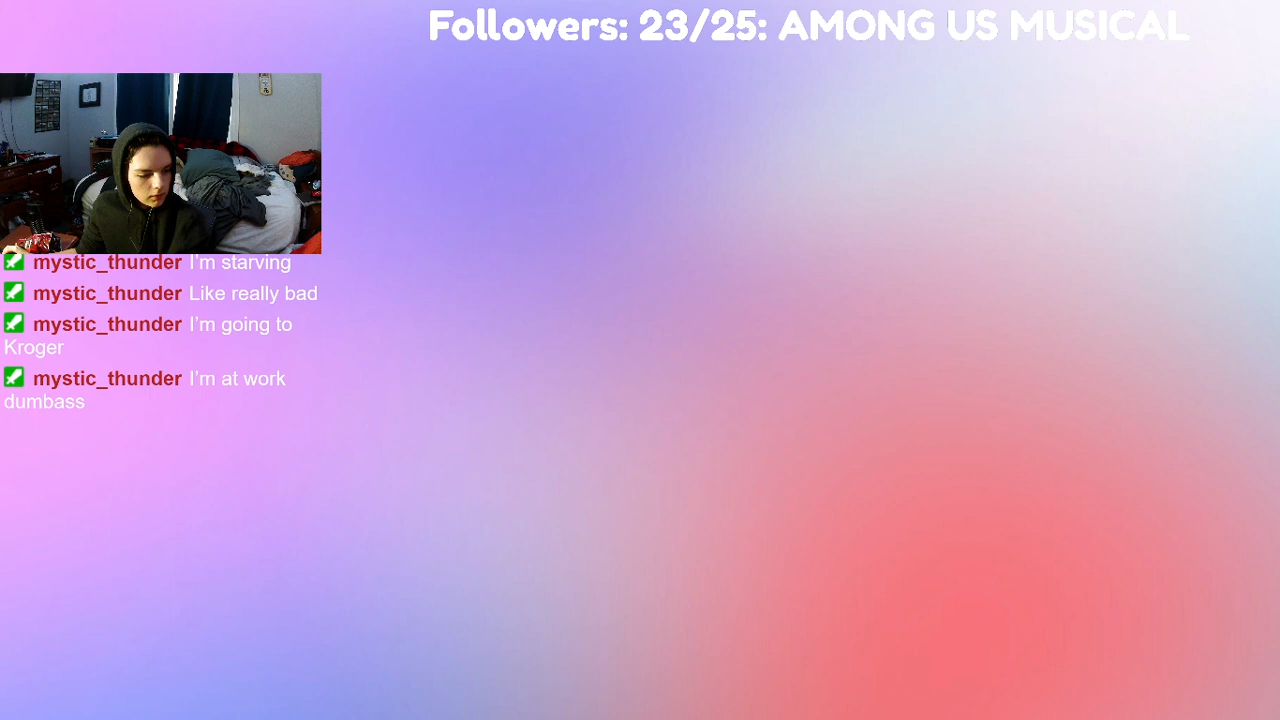 Followers: 23/25: AMONG US MUSICAL
mystic_thunder I'm starving
mystic_thunder Like really bad
mystic_thunder I'm going to
Kroger
mystic_thunder I'm at work
dumbass